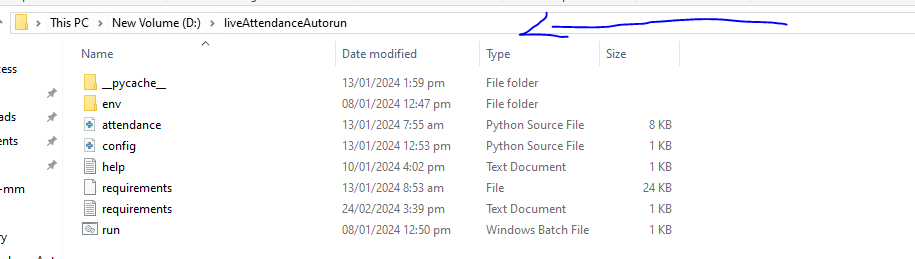 This PC > New Volume (D:) > liveAttendanceAutorun
Name Date modified Type Size
cess
__pycache__ 13/01/2024 1:59 pm File folder
env 08/01/2024 12:47 pm File folder
ads attendance 13/01/2024 7:55 am Python Source File 8 KB
ents config 13/01/2024 12:53 pm Python Source File 1 KB
help 10/01/2024 4:02 pm Text Document 1 KB
-mm requirements 13/01/2024 8:53 am File 24 KB
requirements 24/02/2024 3:39 pm Text Document 1 KB
ry run 08/01/2024 12:50 pm Windows Batch File 1 KB